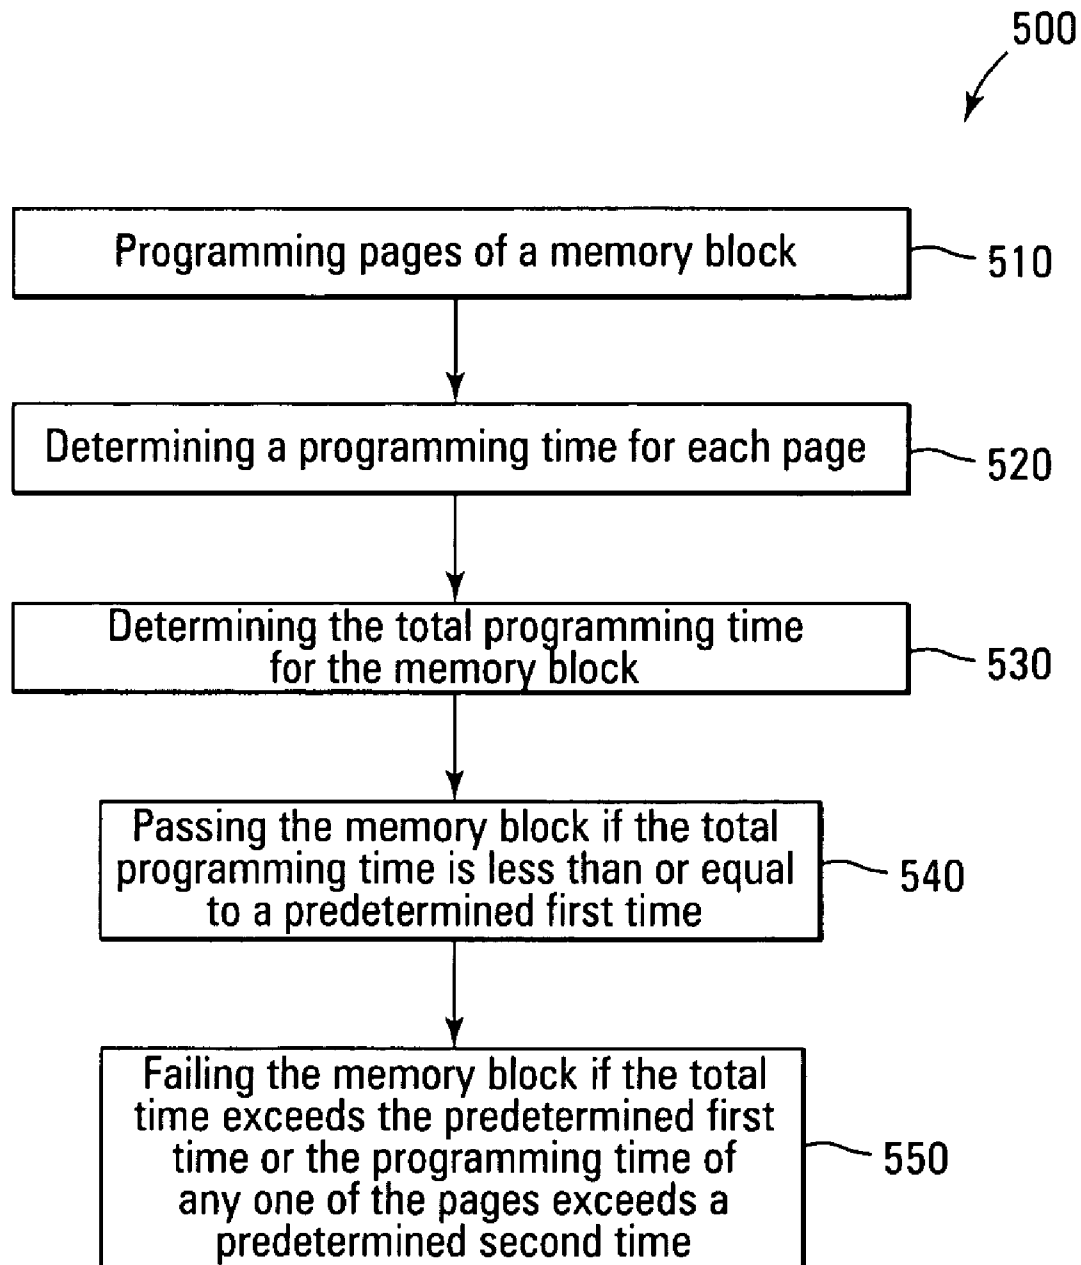 500
Programming pages of a memory block
510
Determining a programming time for each page
520
Determining the total programming time
for the memory block
530
Passing the memory block if the total
programming time is less than or equal
to a predetermined first time
540
Failing the memory block if the total
time exceeds the predetermined first
time or the programming time of
any one of the pages exceeds a
predetermined second time
550